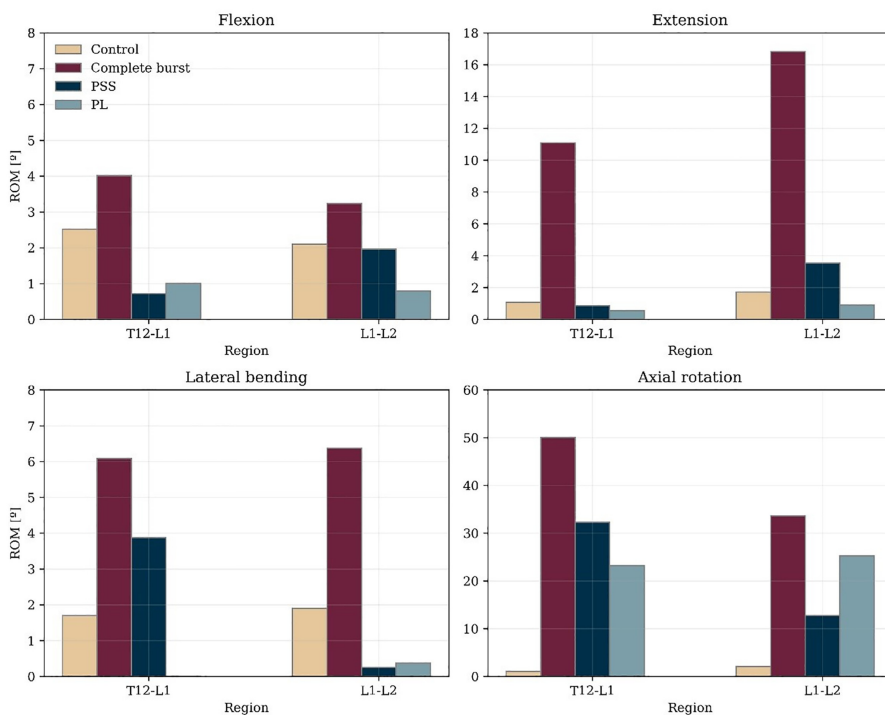 Flexion
8
7
6
5
4
3
2
1
0
ROM [º]
Control
Complete burst
PSS
PL
T12-L1 L1-L2
Region
Extension
18
16
14
12
10
8
6
4
2
0
T12-L1 L1-L2
Region
Lateral bending
8
7
6
5
4
3
2
1
0
ROM [º]
T12-L1 L1-L2
Region
Axial rotation
60
50
40
30
20
10
0
T12-L1 L1-L2
Region